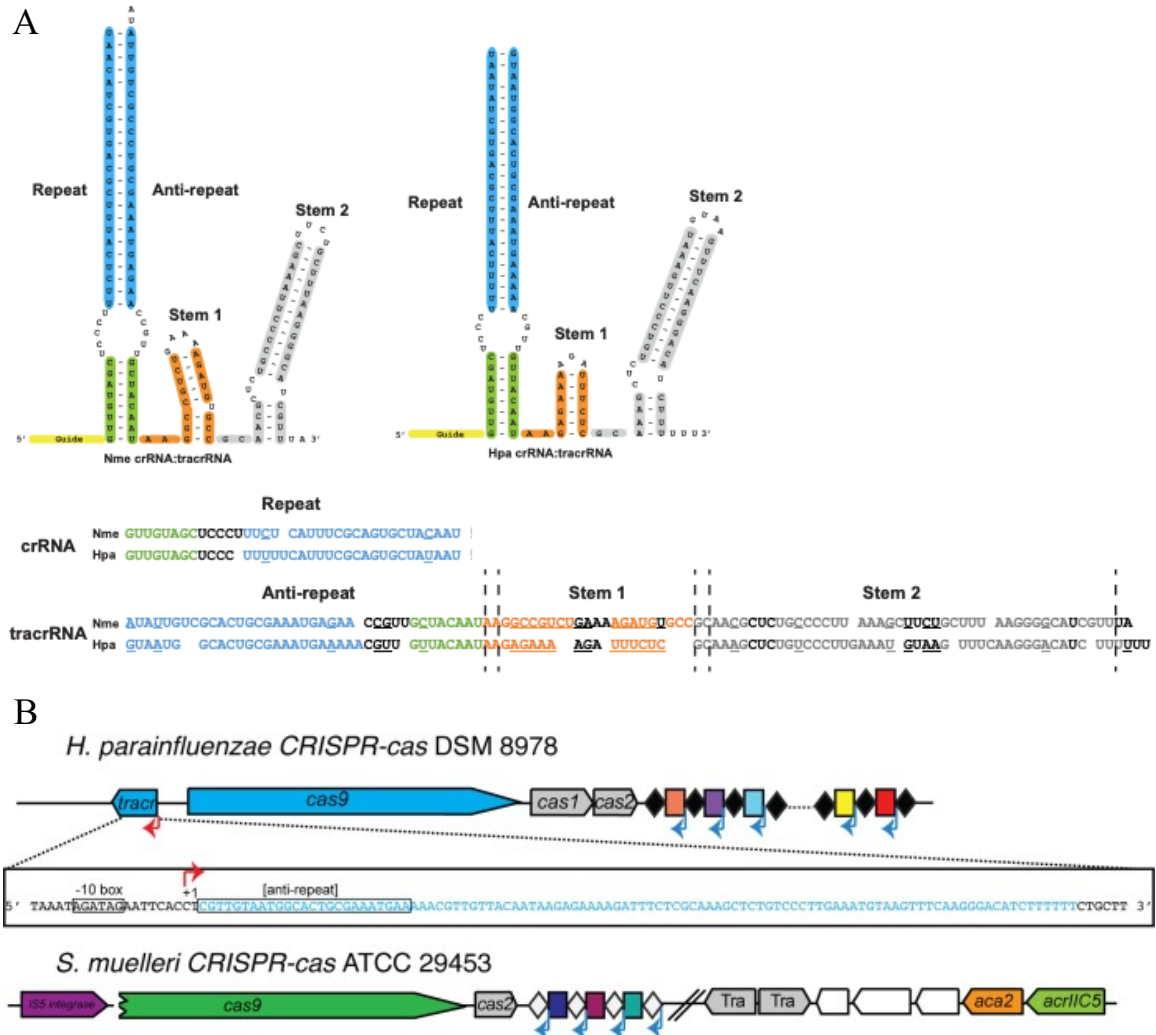 A
Repeat
Anti-repeat
Stem 1
Stem 2
5' Guide
A A
G C
U A 3'
Nme crRNA:tracrRNA
Repeat
Anti-repeat
Stem 1
Stem 2
5' Guide
A A
G C
U U U U 3'
Hpa crRNA:tracrRNA
Repeat
crRNA
Nme GUUGUAGCUCCCUUUCU CAUUUCGCAGUGCUACAAU
Hpa GUUGUAGCUCCC UUUUUCAUUUCGCAGUGCUAUAAU
Anti-repeat Stem 1 Stem 2
tracrRNA
Nme AUAUUGUCGCACUGCGAAAUGAGAA CCGUUGCUACAAUAAGGCCGUCUGAAAAGAUGUGCCGCAACGCUCUGCCCCUUAAAGCUUCUGCUUU AAGGGGCAUCGUUUA
Hpa GUAAUG GCACUGCGAAAUGAAAAACGUU GUUACAAUAAGAGAAA AGA UUUCUC GCAAAGCUCUGUCCCUUGAAAU GUAAG UUUCAAGGGACAUC UUUUUU
B
H. parainfluenzae CRISPR-cas DSM 8978
tracr cas9 cas1 cas2
-10 box +1 [anti-repeat]
5' TAAATAGATAGAATTCACCTCGTTGTAATGGCACTGCGAAATGAAAAACGTTGTTACAATAAGAGAAAAGATTTCTCGCAAAGCTCTGTCCCTTGAAATGTAAGTTTCAAGGGACATCTTTTTTCTGCTT 3'
S. muelleri CRISPR-cas ATCC 29453
IS5 integrase cas9 cas2 Tra Tra aca2 acrIIC5